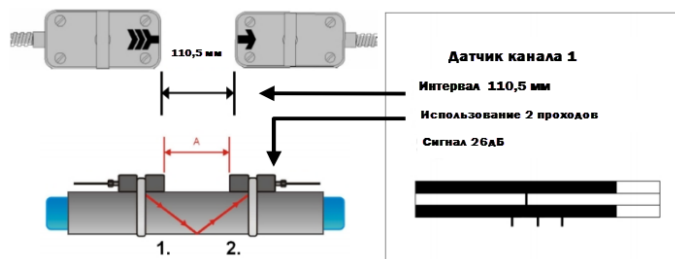 110,5 мм
Датчик канала 1
Интервал 110,5 мм
Использование 2 проходов
Сигнал 26дБ
A
1. 2.